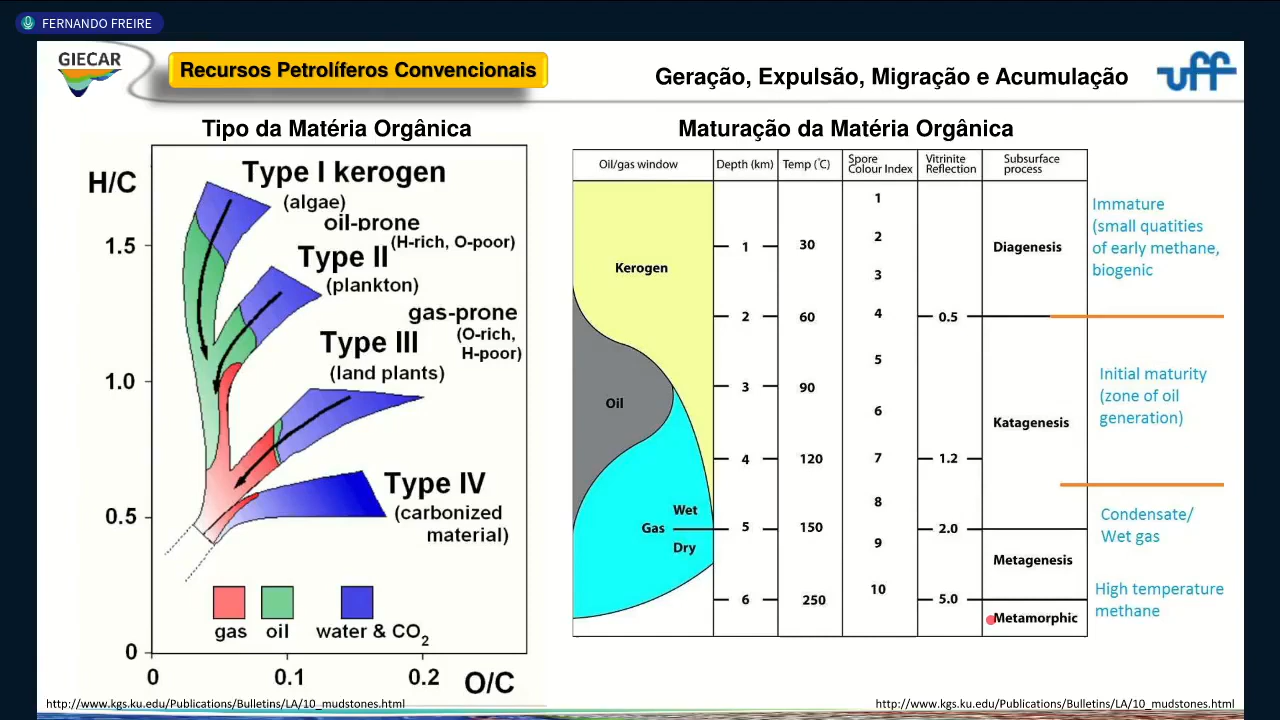 FERNANDO FREIRE
GIECAR
Recursos Petrolíferos Convencionais
Geração, Expulsão, Migração e Acumulação
uff
Tipo da Matéria Orgânica
H/C
Type I kerogen
(algae)
oil-prone
(H-rich, O-poor)
Type II
(plankton)
gas-prone
(O-rich,
H-poor)
Type III
(land plants)
Type IV
(carbonized
material)
1.5
1.0
0.5
0
gas
oil
water & CO2
0
0.1
0.2
O/C
http://www.kgs.ku.edu/Publications/Bulletins/LA/10_mudstones.html
Maturação da Matéria Orgânica
Oil/gas window
Depth (km)
Temp (°C)
Spore
Colour Index
Vitrinite
Reflection
Subsurface
process
Kerogen
Oil
Gas
Wet
Dry
1
2
3
4
5
6
30
60
90
120
150
250
1
2
3
4
5
6
7
8
9
10
0.5
1.2
2.0
5.0
Diagenesis
Katagenesis
Metagenesis
Metamorphic
Immature
(small quatities
of early methane,
biogenic
Initial maturity
(zone of oil
generation)
Condensate/
Wet gas
High temperature
methane
http://www.kgs.ku.edu/Publications/Bulletins/LA/10_mudstones.html